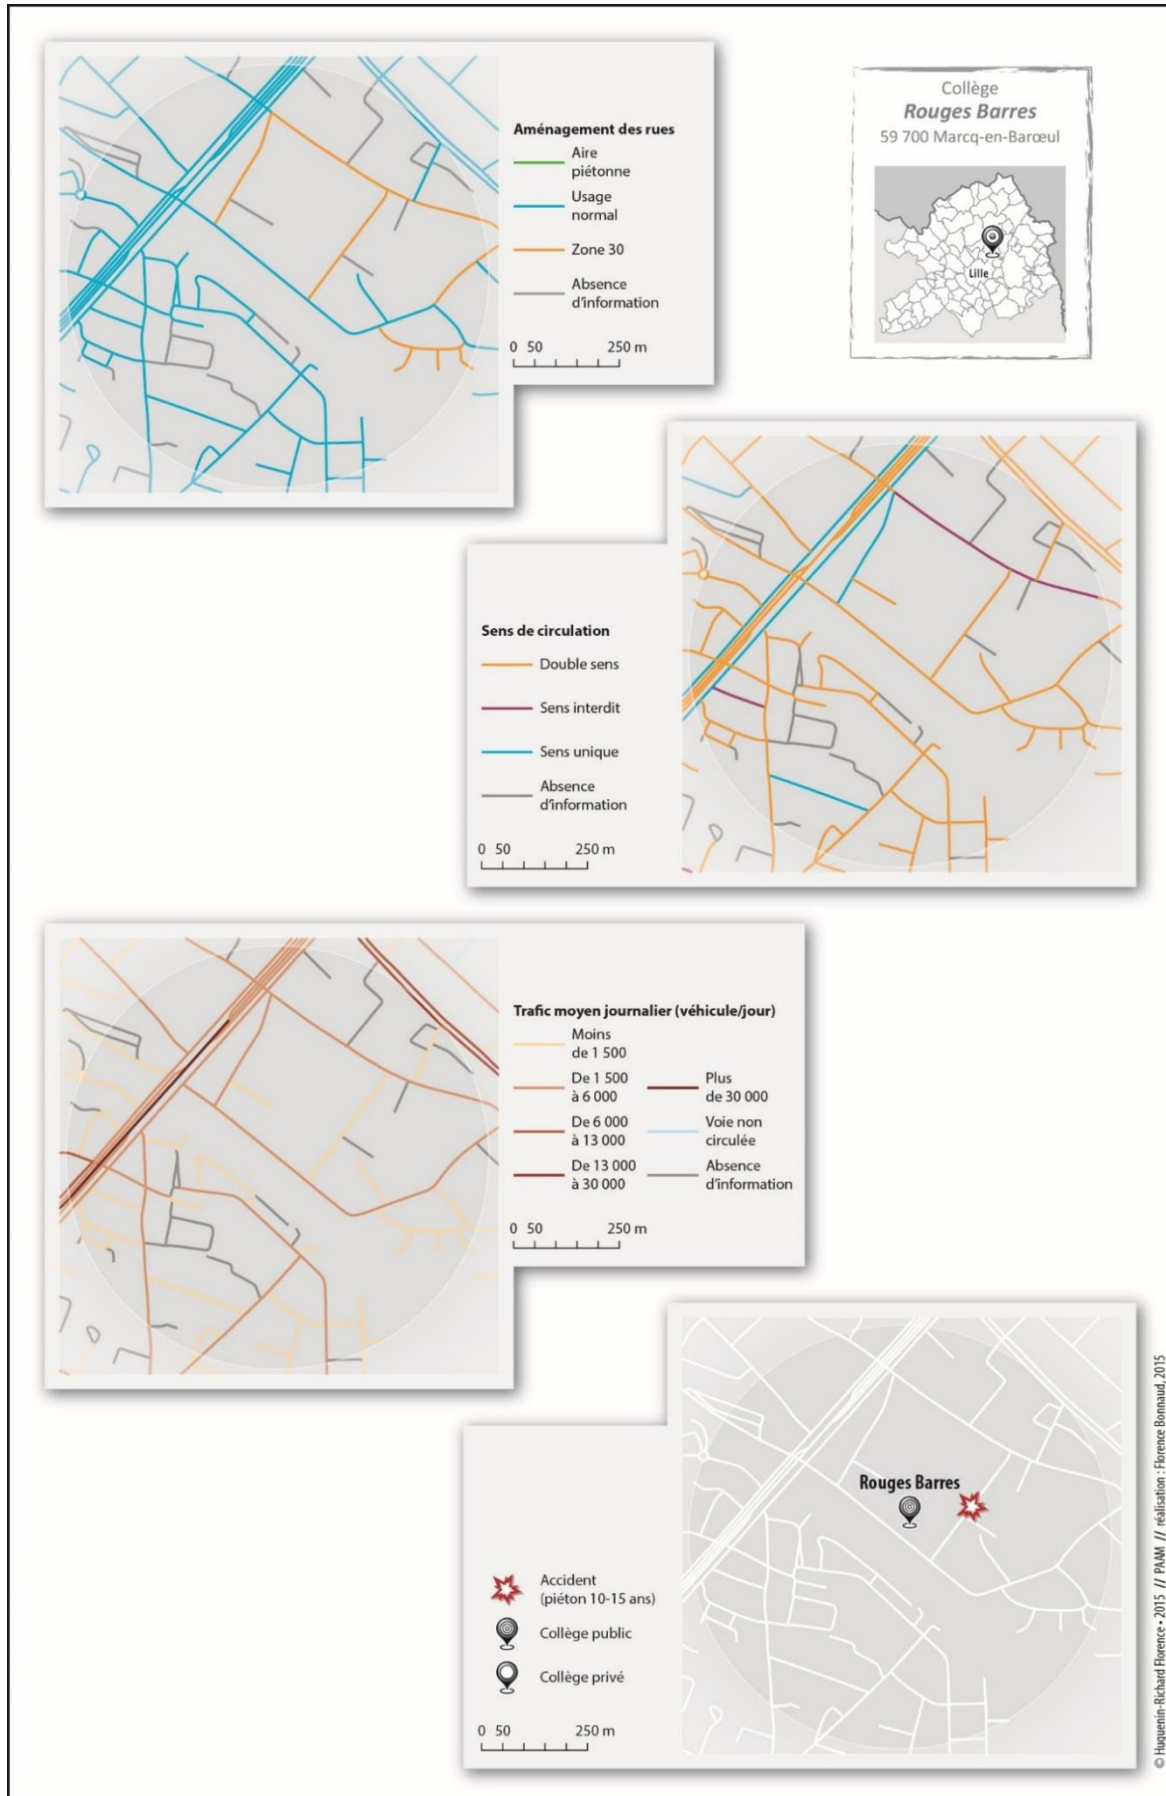 Collège
Rouges Barres
59 700 Marcq-en-Barœul
Lille
Aménagement des rues
Aire
piétonne
Usage
normal
Zone 30
Absence
d'information
0 50 250 m
Sens de circulation
Double sens
Sens interdit
Sens unique
Absence
d'information
0 50 250 m
Trafic moyen journalier (véhicule/jour)
Moins
de 1 500
De 1 500
à 6 000
De 6 000
à 13 000
De 13 000
à 30 000
Plus
de 30 000
Voie non
circulée
Absence
d'information
0 50 250 m
Rouges Barres
Accident
(piéton 10-15 ans)
Collège public
Collège privé
0 50 250 m
© Huguenin-Richard Florence • 2015 // PAAM // réalisation : Florence Bonnaud, 2015